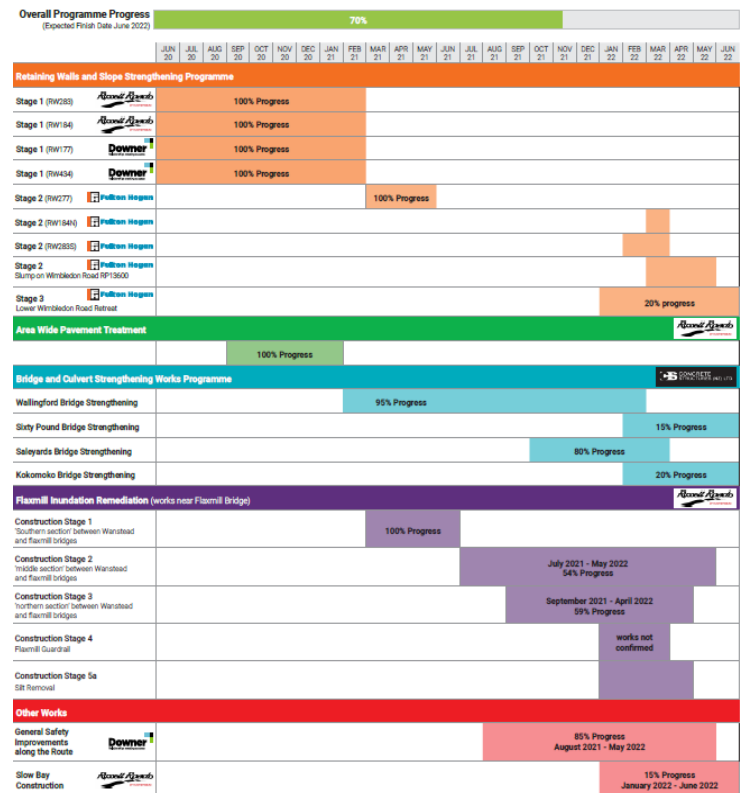 Overall Programme Progress
(Expected Finish Date June 2022)
70%
JUN 20 JUL 20 AUG 20 SEP 20 OCT 20 NOV 20 DEC 20 JAN 21 FEB 21 MAR 21 APR 21 MAY 21 JUN 21 JUL 21 AUG 21 SEP 21 OCT 21 NOV 21 DEC 21 JAN 22 FEB 22 MAR 22 APR 22 MAY 22 JUN 22
Retaining Walls and Slope Strengthening Programme
Stage 1 (RW283) 100% Progress
Stage 1 (RW184) 100% Progress
Stage 1 (RW177) Downer 100% Progress
Stage 1 (RW434) Downer 100% Progress
Stage 2 (RW277) Fulton Hogan 100% Progress
Stage 2 (RW184N) Fulton Hogan
Stage 2 (RW283S) Fulton Hogan
Stage 2 Fulton Hogan
Slump on Wimbledon Road RP13600
Stage 3 Fulton Hogan
Lower Wimbledon Road Retreat
20% progress
Area Wide Pavement Treatment
100% Progress
Bridge and Culvert Strengthening Works Programme
CONCRETE
STRUCTURES (NZ) LTD
Wallingford Bridge Strengthening 95% Progress
Sixty Pound Bridge Strengthening 15% Progress
Saleyards Bridge Strengthening 80% Progress
Kokomoko Bridge Strengthening 20% Progress
Flaxmill Inundation Remediation (works near Flaxmill Bridge)
Construction Stage 1
'Southern section' between Wanstead
and flaxmill bridges
100% Progress
Construction Stage 2
'middle section' between Wanstead
and flaxmill bridges
July 2021 - May 2022
54% Progress
Construction Stage 3
'northern section' between Wanstead
and flaxmill bridges
September 2021 - April 2022
59% Progress
Construction Stage 4
Flaxmill Guardrail
works not
confirmed
Construction Stage 5a
Silt Removal
Other Works
General Safety
Improvements
along the Route
Downer
85% Progress
August 2021 - May 2022
Slow Bay
Construction
15% Progress
January 2022 - June 2022